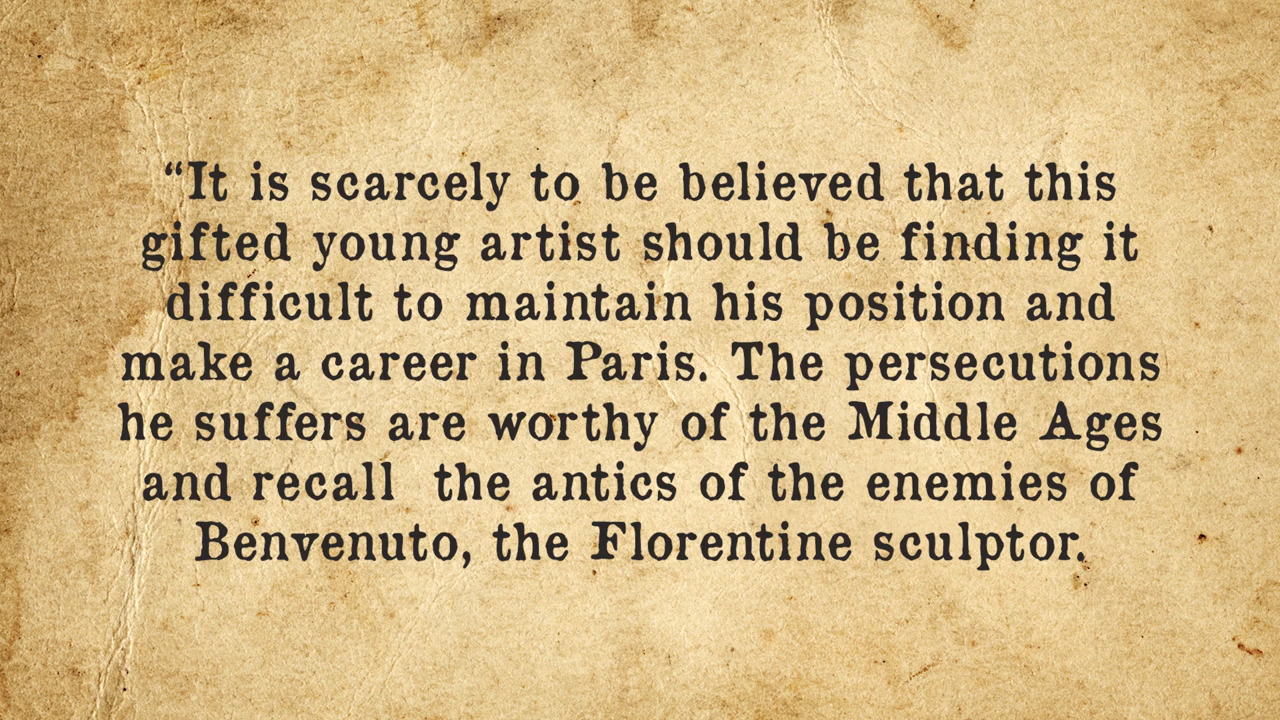 “It is scarcely to be believed that this
gifted young artist should be finding it
difficult to maintain his position and
make a career in Paris. The persecutions
he suffers are worthy of the Middle Ages
and recall  the antics of the enemies of
Benvenuto, the Florentine sculptor.